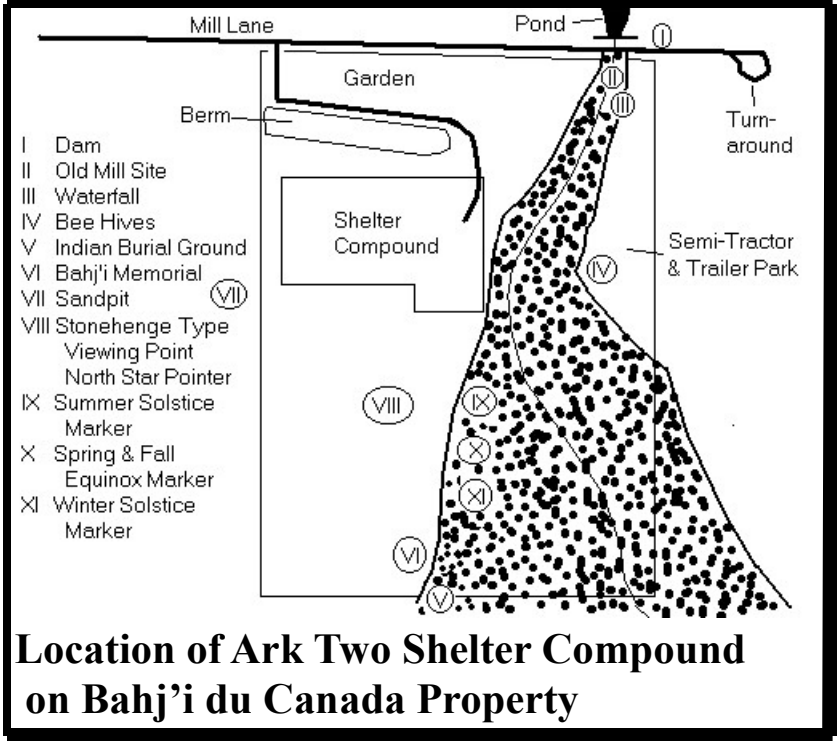 Mill Lane
Pond
I
Garden
II
III
Berm
Turn-
around
I Dam
II Old Mill Site
III Waterfall
IV Bee Hives
V Indian Burial Ground
VI Bahj'i Memorial
VII Sandpit
VIII Stonehenge Type
Viewing Point
North Star Pointer
IX Summer Solstice
Marker
X Spring & Fall
Equinox Marker
XI Winter Solstice
Marker
Shelter
Compound
Semi-Tractor
& Trailer Park
IV
VII
VIII
IX
X
XI
VI
V
Location of Ark Two Shelter Compound
on Bahj’i du Canada Property